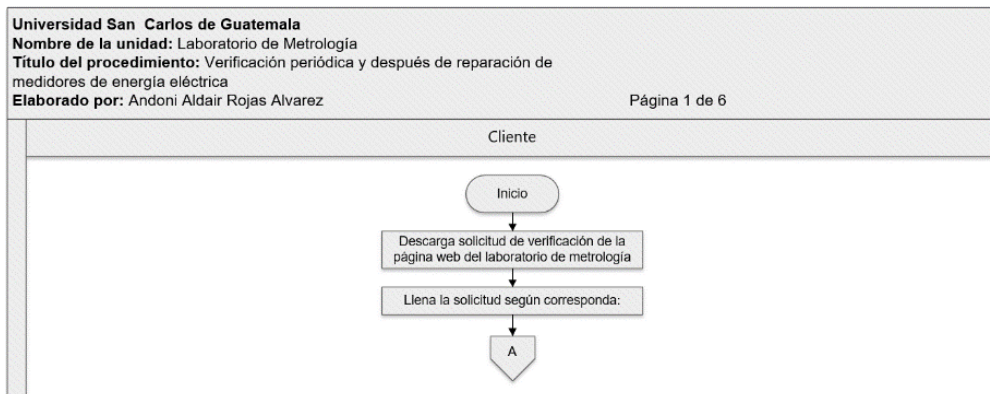 Universidad San Carlos de Guatemala
Nombre de la unidad: Laboratorio de Metrología
Título del procedimiento: Verificación periódica y después de reparación de
medidores de energía eléctrica
Elaborado por: Andoni Aldair Rojas Alvarez Página 1 de 6
Cliente
Inicio
Descarga solicitud de verificación de la
página web del laboratorio de metrología
Llena la solicitud según corresponda:
A